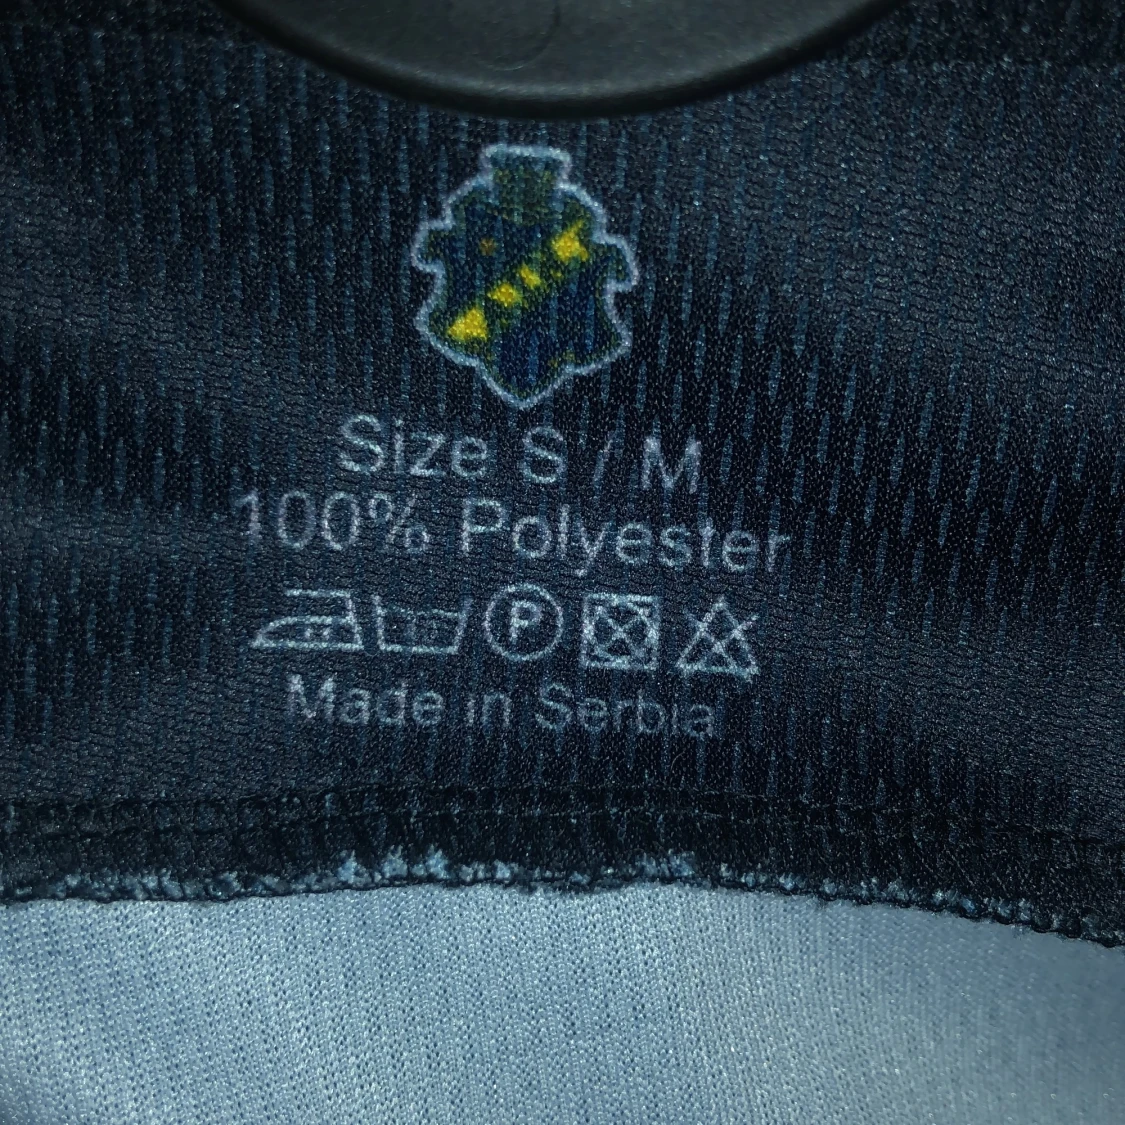 Size S / M
100% Polyester
P
Made in Serbia